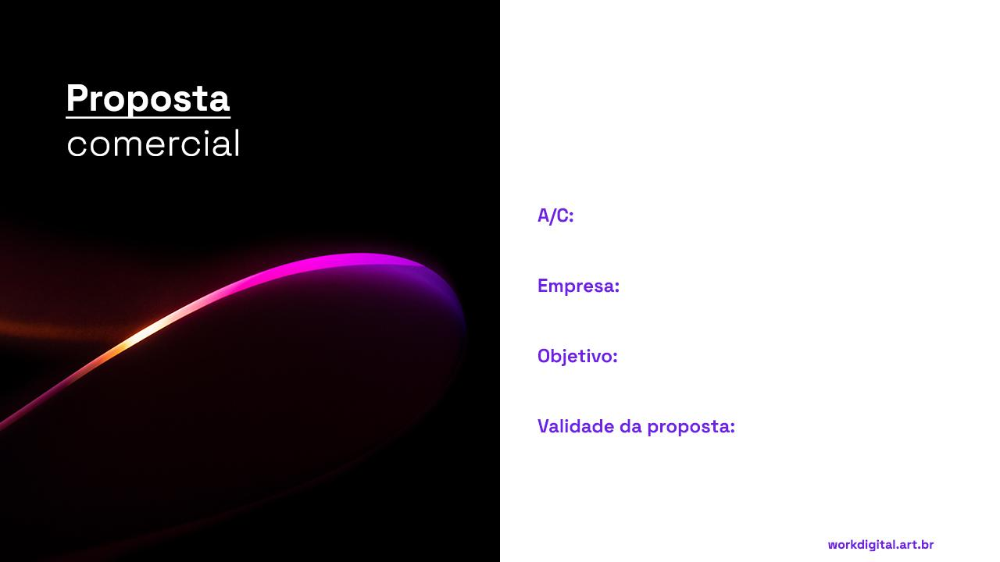 Proposta
comercial
A/C:
Empresa:
Objetivo:
Validade da proposta:
workdigital.art.br